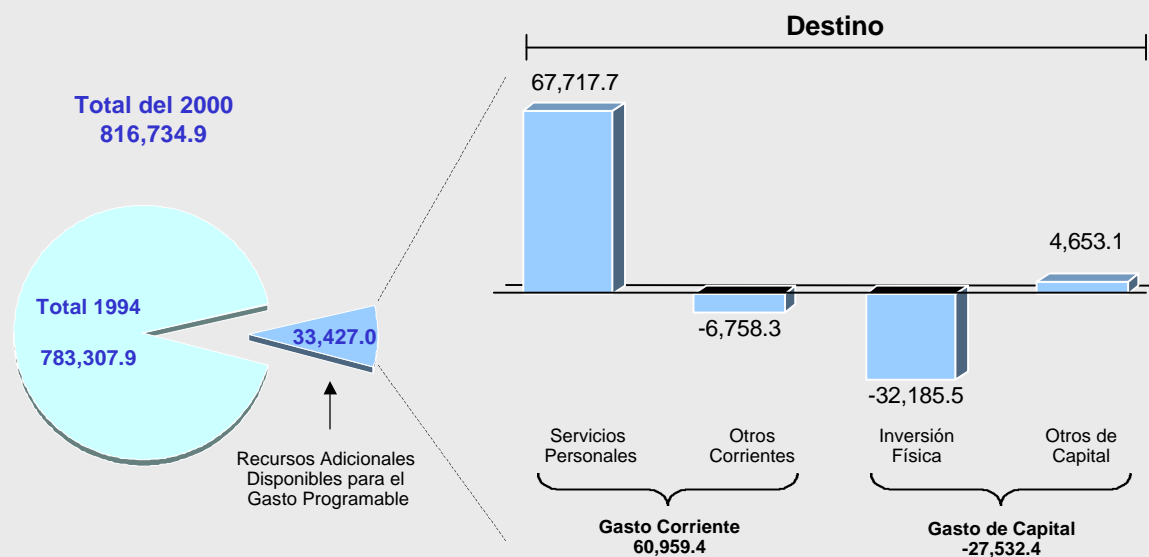 Destino
67,717.7
Total del 2000
816,734.9
4,653.1
Total 1994
783,307.9
33,427.0
-6,758.3
-32,185.5
Recursos Adicionales
Disponibles para el
Gasto Programable
Servicios
Personales
Otros
Corrientes
Inversión
Física
Otros de
Capital
Gasto Corriente
60,959.4
Gasto de Capital
-27,532.4